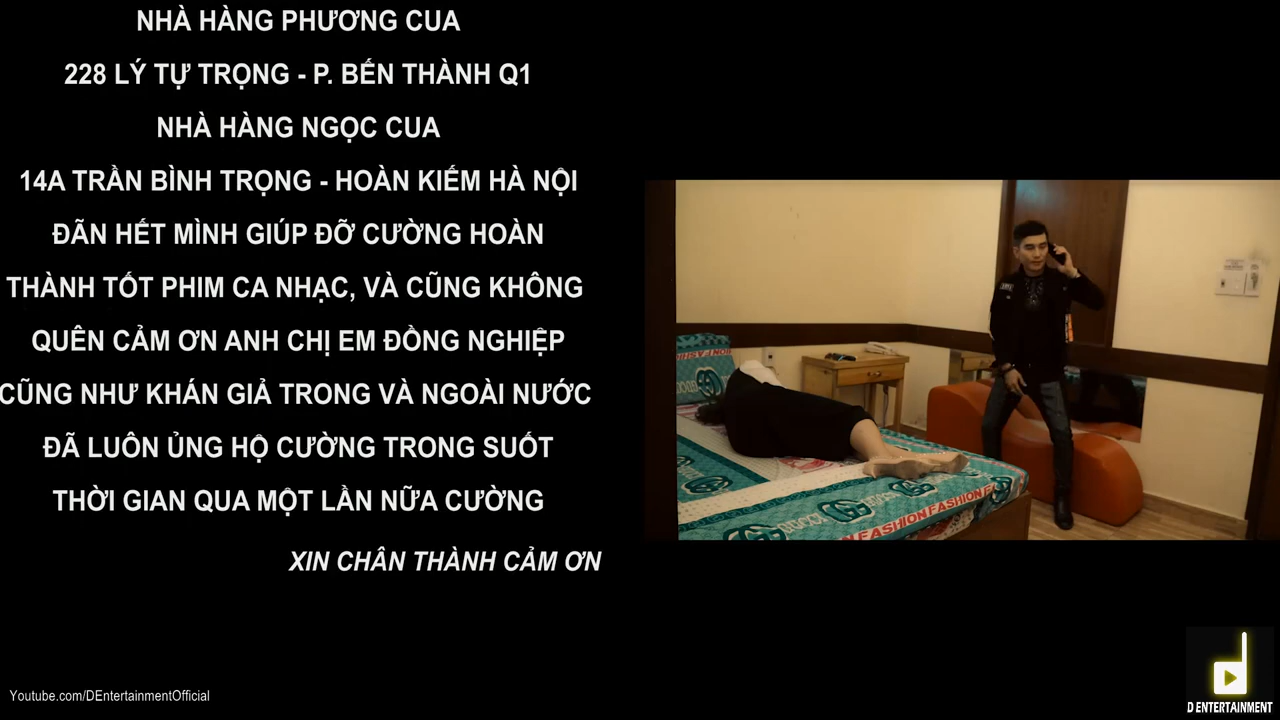 NHÀ HÀNG PHƯƠNG CUA
228 LÝ TỰ TRỌNG - P. BẾN THÀNH Q1
NHÀ HÀNG NGỌC CUA
14A TRẦN BÌNH TRỌNG - HOÀN KIẾM HÀ NỘI
ĐÃN HẾT MÌNH GIÚP ĐỠ CƯỜNG HOÀN
THÀNH TỐT PHIM CA NHẠC, VÀ CŨNG KHÔNG
QUÊN CẢM ƠN ANH CHỊ EM ĐỒNG NGHIỆP
CŨNG NHƯ KHÁN GIẢ TRONG VÀ NGOÀI NƯỚC
ĐÃ LUÔN ỦNG HỘ CƯỜNG TRONG SUỐT
THỜI GIAN QUA MỘT LẦN NỮA CƯỜNG
XIN CHÂN THÀNH CẢM ƠN
FASHION FASHION
Youtube.com/DEntertainmentOfficial
D ENTERTAINMENT